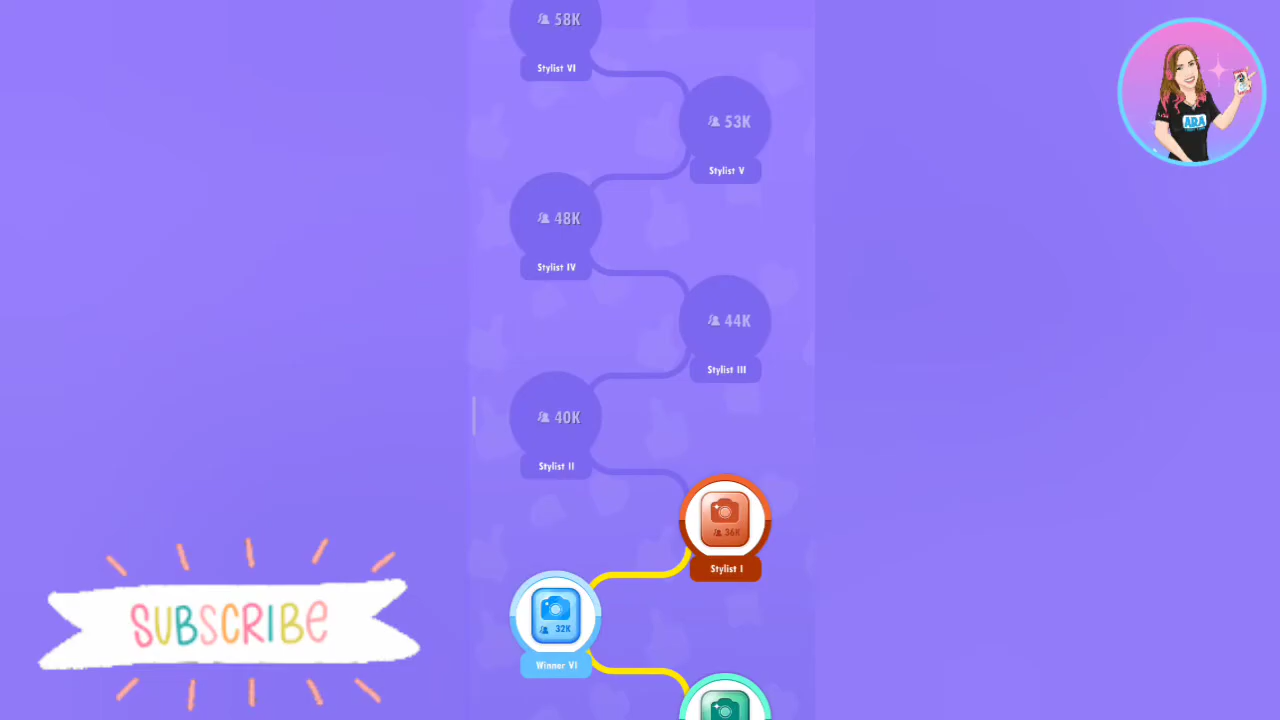 58K
Stylist VI
53K
Stylist V
ARA
48K
Stylist IV
44K
Stylist III
40K
Stylist II
36K
Stylist I
SUBSCRIBE
32K
Winner VI